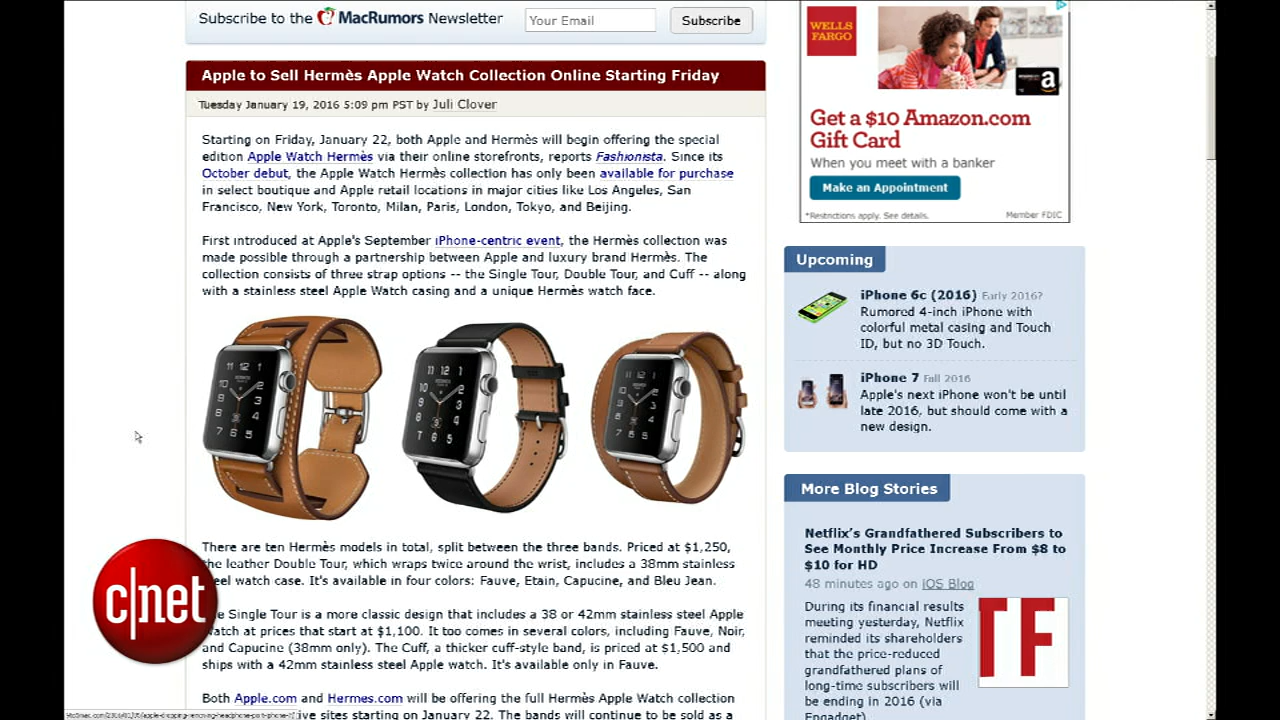 Subscribe to the MacRumors Newsletter
Your Email
Subscribe
Apple to Sell Hermès Apple Watch Collection Online Starting Friday
Tuesday January 19, 2016 5:09 pm PST by Juli Clover
Starting on Friday, January 22, both Apple and Hermès will begin offering the special
edition Apple Watch Hermès via their online storefronts, reports Fashionista. Since its
October debut, the Apple Watch Hermès collection has only been available for purchase
in select boutique and Apple retail locations in major cities like Los Angeles, San
Francisco, New York, Toronto, Milan, Paris, London, Tokyo, and Beijing.
First introduced at Apple's September iPhone-centric event, the Hermès collection was
made possible through a partnership between Apple and luxury brand Hermès. The
collection consists of three strap options -- the Single Tour, Double Tour, and Cuff -- along
with a stainless steel Apple Watch casing and a unique Hermès watch face.
There are ten Hermès models in total, split between the three bands. Priced at $1,250,
the leather Double Tour, which wraps twice around the wrist, includes a 38mm stainless
eel watch case. It's available in four colors: Fauve, Etain, Capucine, and Bleu Jean.
e Single Tour is a more classic design that includes a 38 or 42mm stainless steel Apple
watch at prices that start at $1,100. It too comes in several colors, including Fauve, Noir,
and Capucine (38mm only). The Cuff, a thicker cuff-style band, is priced at $1,500 and
ships with a 42mm stainless steel Apple watch. It's available only in Fauve.
Both Apple.com and Hermes.com will be offering the full Hermès Apple Watch collection
ive sites starting on January 22. The bands will continue to be sold as a
c|net
WELLS
FARGO
a
Get a $10 Amazon.com
Gift Card
When you meet with a banker
Make an Appointment
*Restrictions apply. See details.
Member FDIC
Upcoming
iPhone 6c (2016) Early 2016?
Rumored 4-inch iPhone with
colorful metal casing and Touch
ID, but no 3D Touch.
iPhone 7 Fall 2016
Apple's next iPhone won't be until
late 2016, but should come with a
new design.
More Blog Stories
Netflix's Grandfathered Subscribers to
See Monthly Price Increase From $8 to
$10 for HD
48 minutes ago on iOS Blog
During its financial results
meeting yesterday, Netflix
reminded its shareholders
that the price-reduced
grandfathered plans of
long-time subscribers will
be ending in 2016 (via
Engadget).